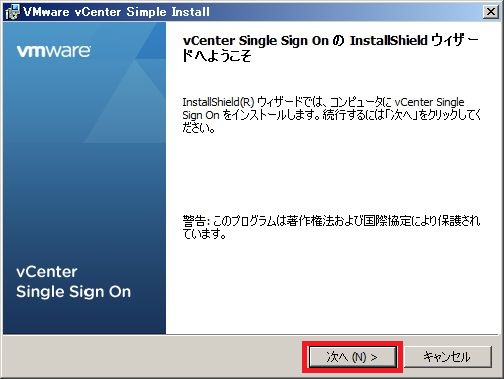 VMware vCenter Simple Install
vmware
vCenter Single Sign On の InstallShield ウィザー
ドへようこそ
InstallShield(R) ウィザードでは、コンピュータに vCenter Single
Sign On をインストールします。続行するには「次へ」をクリックしてく
ださい。
警告: このプログラムは著作権法および国際協定により保護され
ています。
vCenter
Single Sign On
次へ (N) >
キャンセル